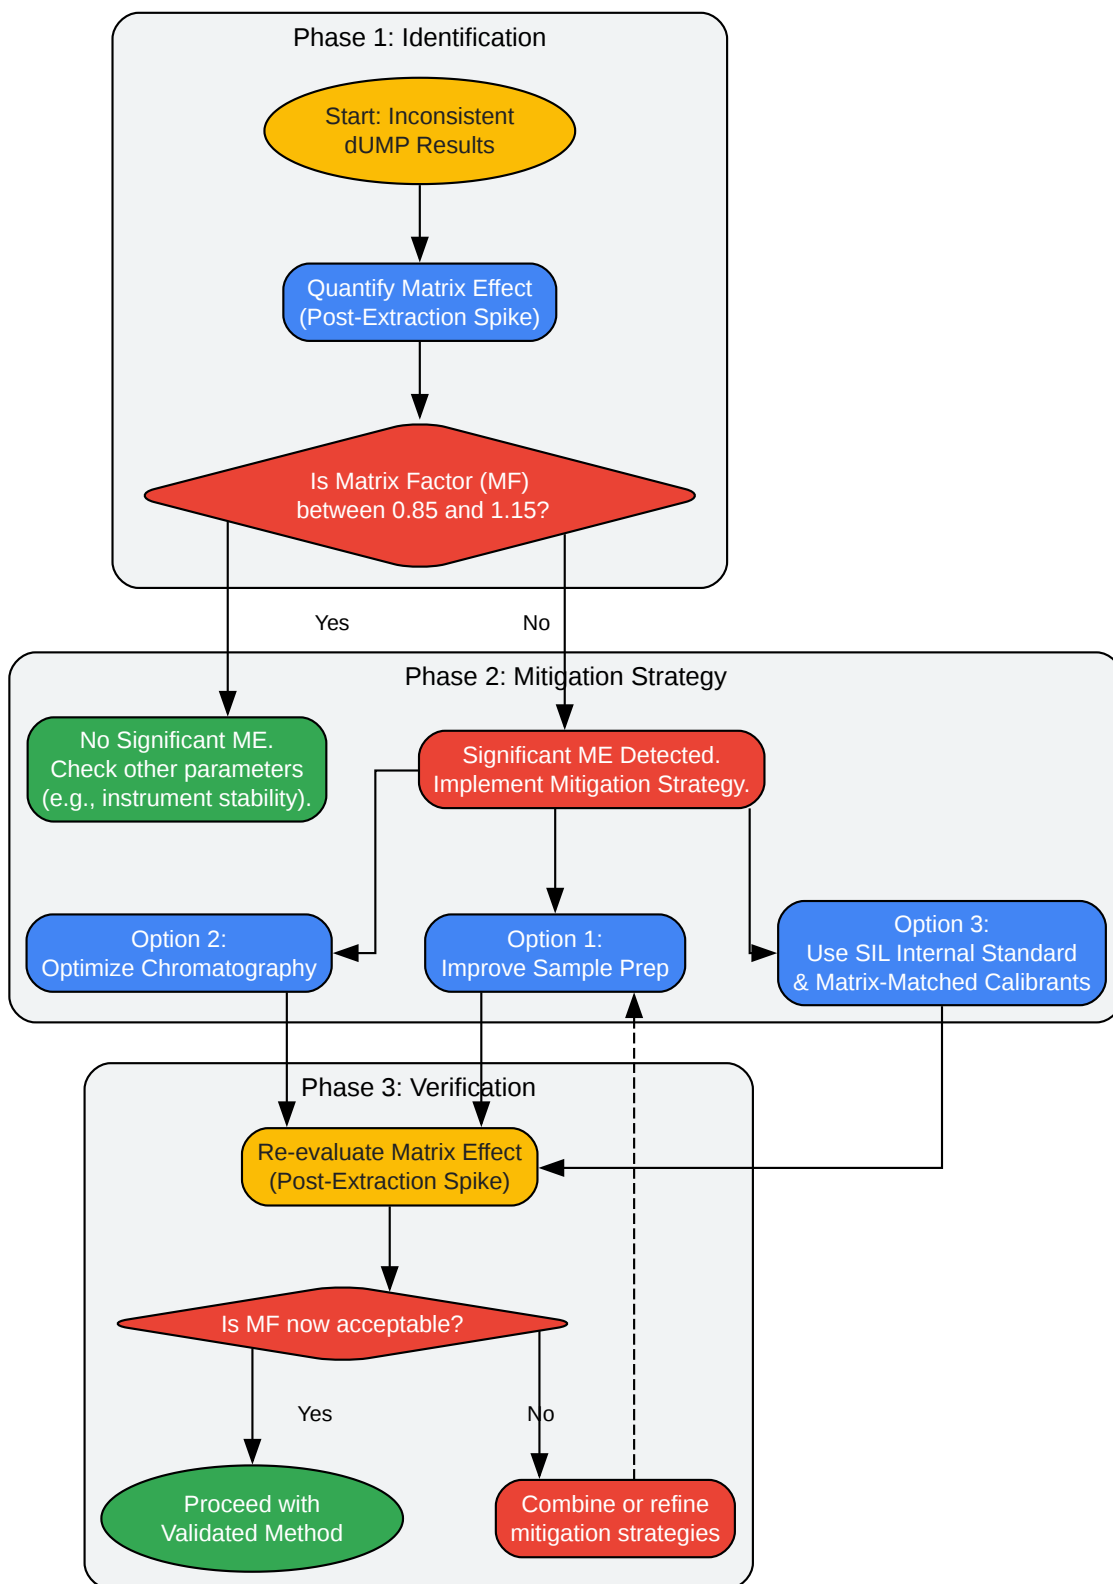 Phase 1: Identification
Start: Inconsistent
dUMP Results
Quantify Matrix Effect
(Post-Extraction Spike)
Is Matrix Factor (MF)
between 0.85 and 1.15?
Yes
No
Phase 2: Mitigation Strategy
No Significant ME.
Check other parameters
(e.g., instrument stability).
Significant ME Detected.
Implement Mitigation Strategy.
Option 2:
Optimize Chromatography
Option 1:
Improve Sample Prep
Option 3:
Use SIL Internal Standard
& Matrix-Matched Calibrants
Phase 3: Verification
Re-evaluate Matrix Effect
(Post-Extraction Spike)
Is MF now acceptable?
Yes
No
Proceed with
Validated Method
Combine or refine
mitigation strategies